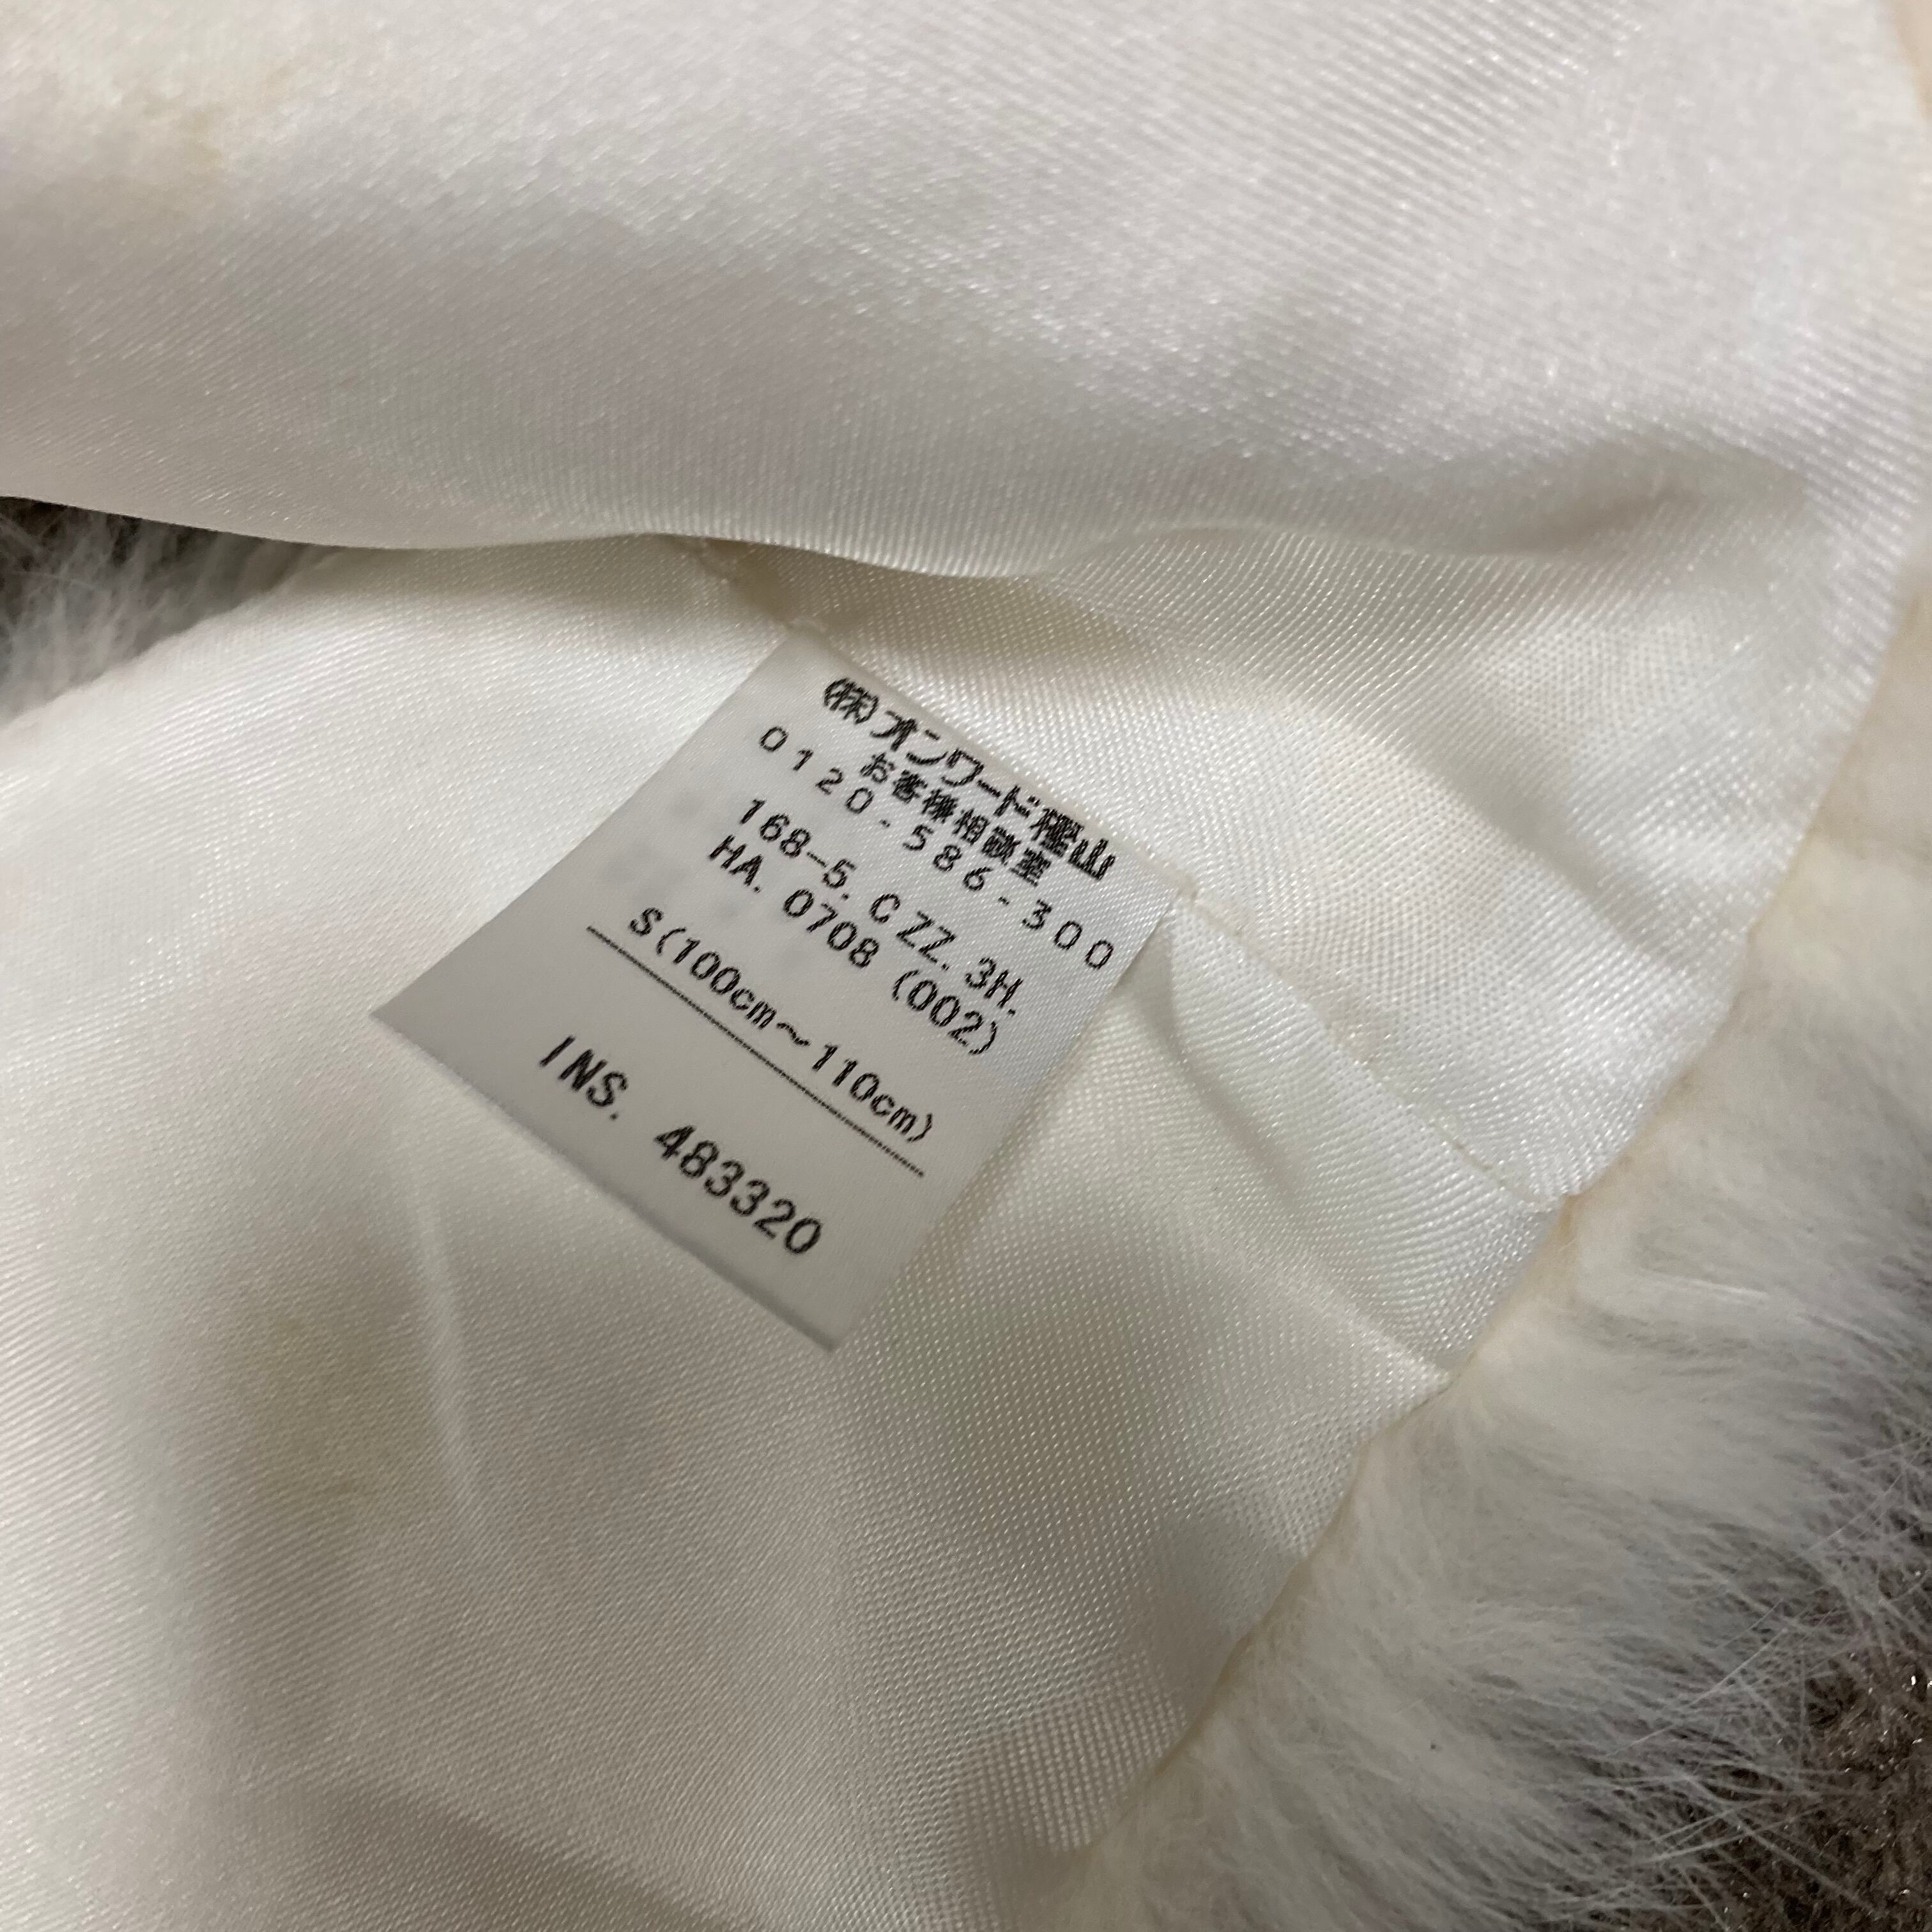 (株)オンワード樫山
お客様相談室
0120-586-300
168-5. CZZ. 3H.
HA. 0708 (002)
S(100cm～110cm)
INS. 483320